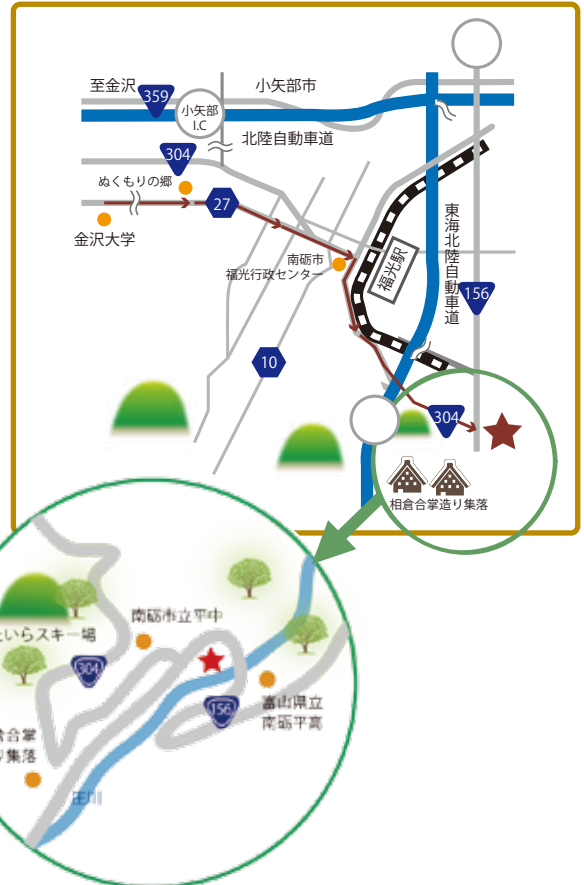 至金沢
359
小矢部
I.C
小矢部市
北陸自動車道
304
ぬくもりの郷
27
金沢大学
南砺市
福光行政センター
福光駅
東海北陸自動車道
156
10
304
相倉合掌造り集落
いらスキー場
南砺市立平中
304
156
富山県立
南砺平高
合掌
集落
庄川